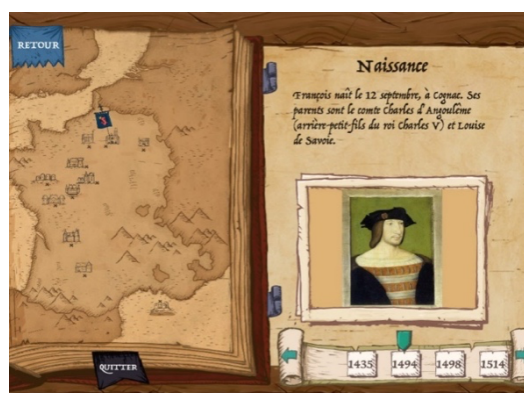 RETOUR
Naissance
François naît le 12 septembre, à Cognac. Ses
parents sont le comte Charles d'Angoulême
(arrière-petit-fils du roi Charles V) et Louise
de Savoie.
QUITTER
1435 1494 1498 1514